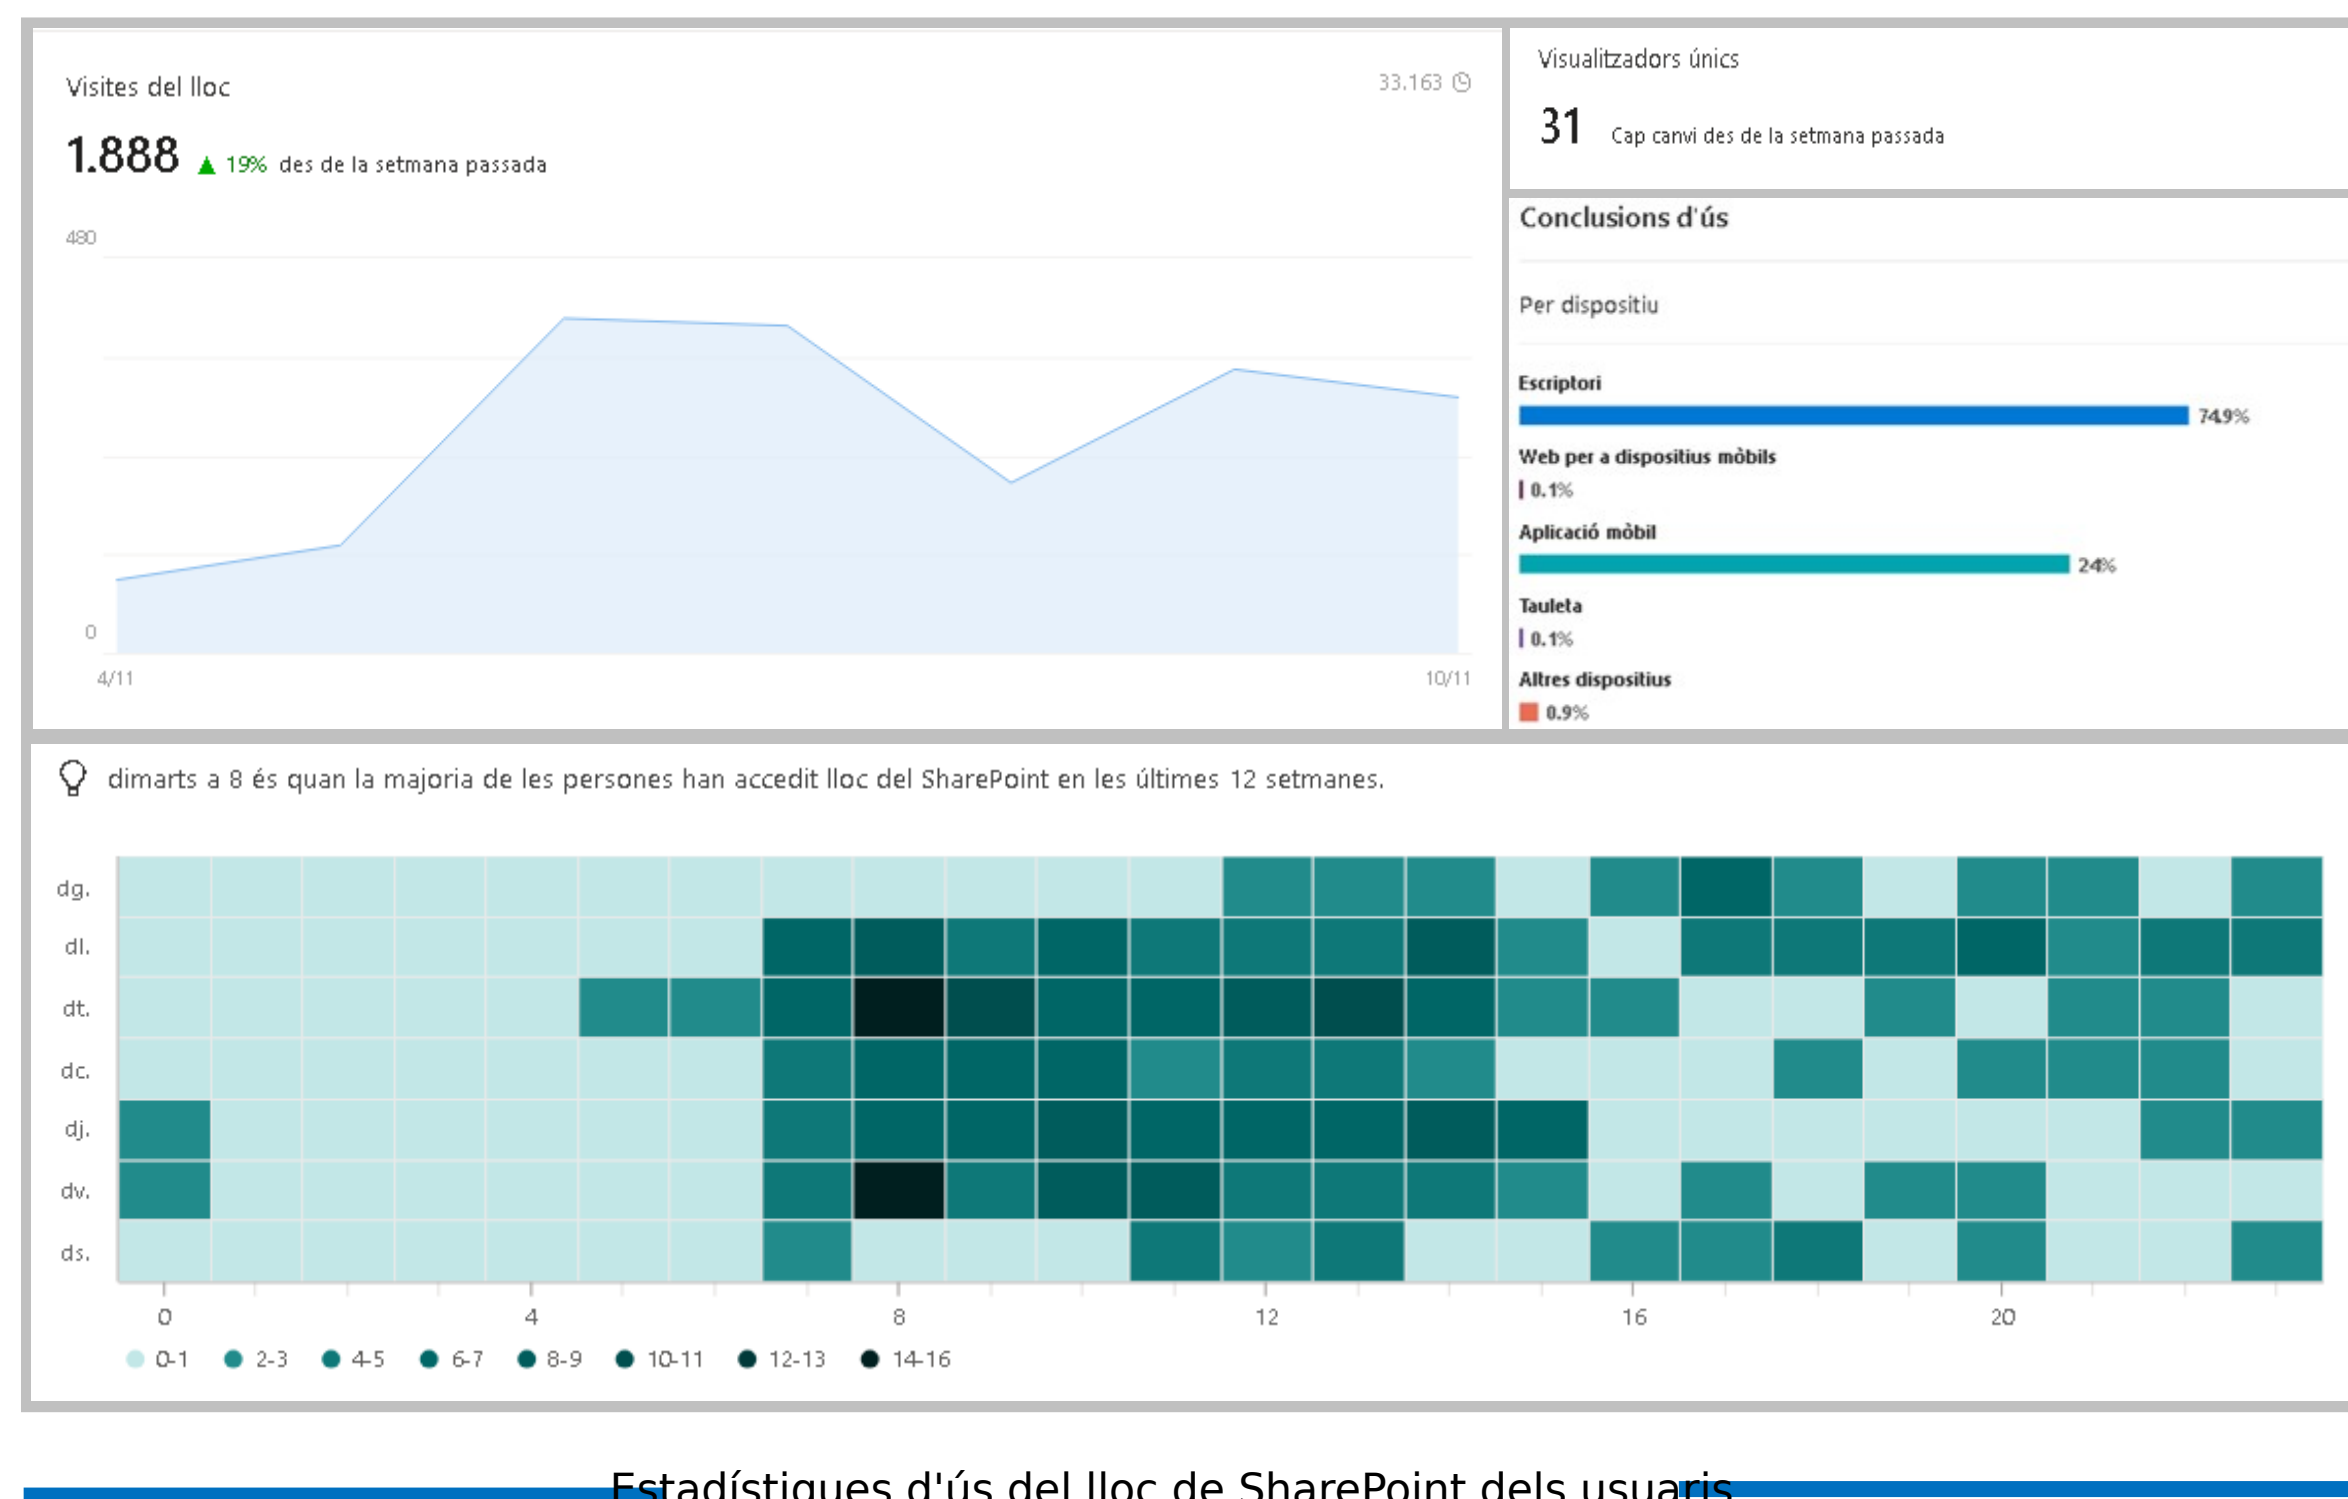 Visites del lloc
33.163
1.888 ▲ 19% des de la setmana passada
480
0
4/11
10/11
Visualitzadors únics
31 Cap canvi des de la setmana passada
Conclusions d'ús
Per dispositiu
Escriptori
74.9%
Web per a dispositius mòbils
0.1%
Aplicació mòbil
24%
Tauleta
0.1%
Altres dispositius
0.9%
dimarts a 8 és quan la majoria de les persones han accedit lloc del SharePoint en les últimes 12 setmanes.
dg.
dl.
dt.
dc.
dj.
dv.
ds.
0 4 8 12 16 20
0-1 2-3 4-5 6-7 8-9 10-11 12-13 14-16
Estadístiques d'ús del lloc de SharePoint dels usuaris